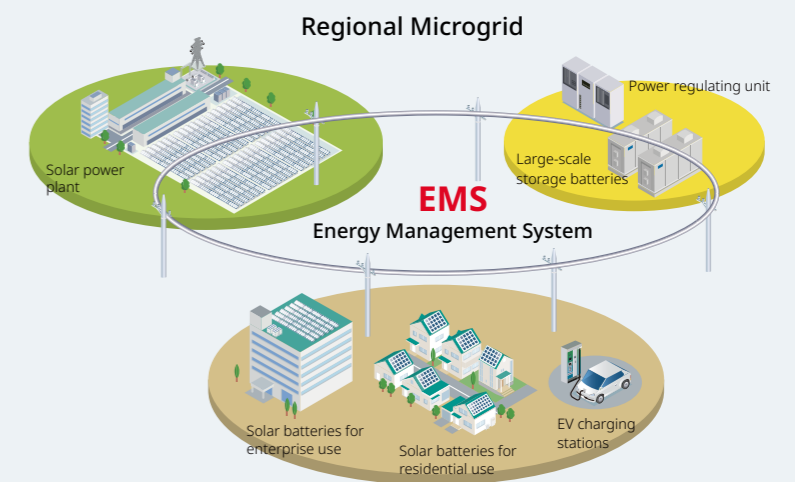 Regional Microgrid
Power regulating unit
Solar power
plant
Large-scale
storage batteries
EMS
Energy Management System
Solar batteries for
enterprise use
Solar batteries for
residential use
EV charging
stations